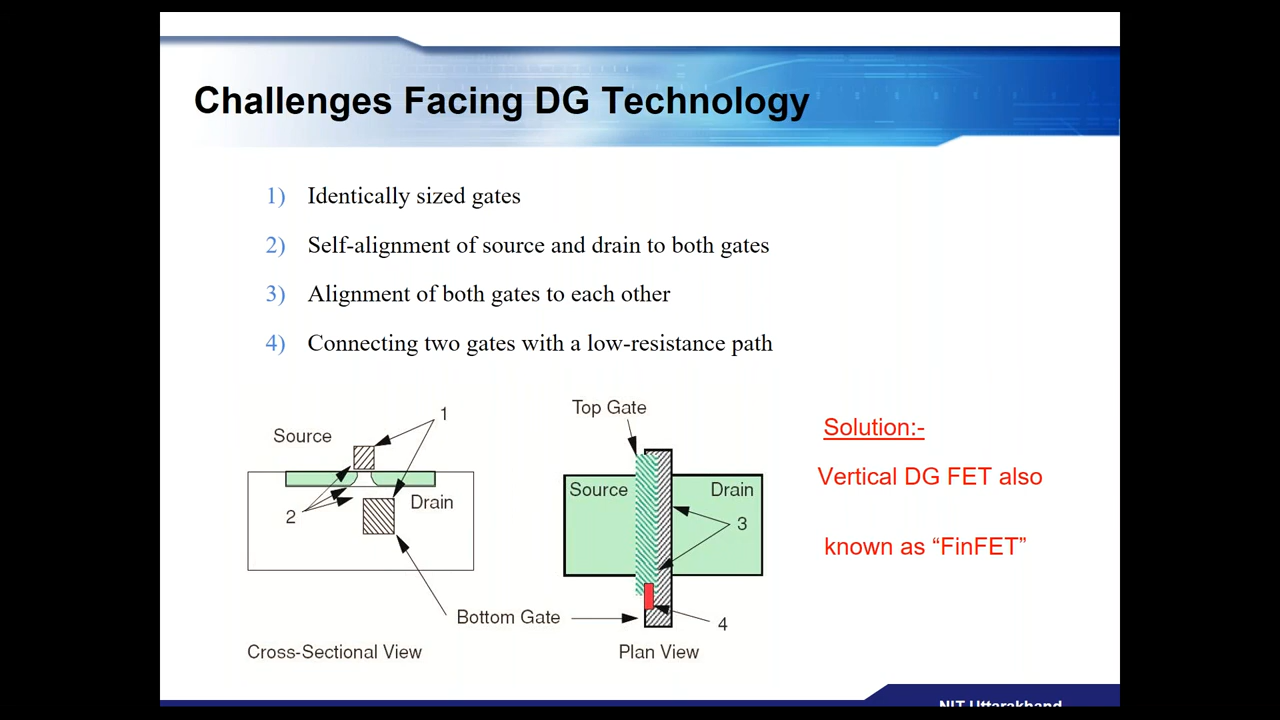 Challenges Facing DG Technology
1) Identically sized gates
2) Self-alignment of source and drain to both gates
3) Alignment of both gates to each other
4) Connecting two gates with a low-resistance path
1
Source
Drain
2
Bottom Gate
Cross-Sectional View
Top Gate
Source
Drain
3
4
Plan View
Solution:-
Vertical DG FET also
known as “FinFET”
NIT Uttarakhand